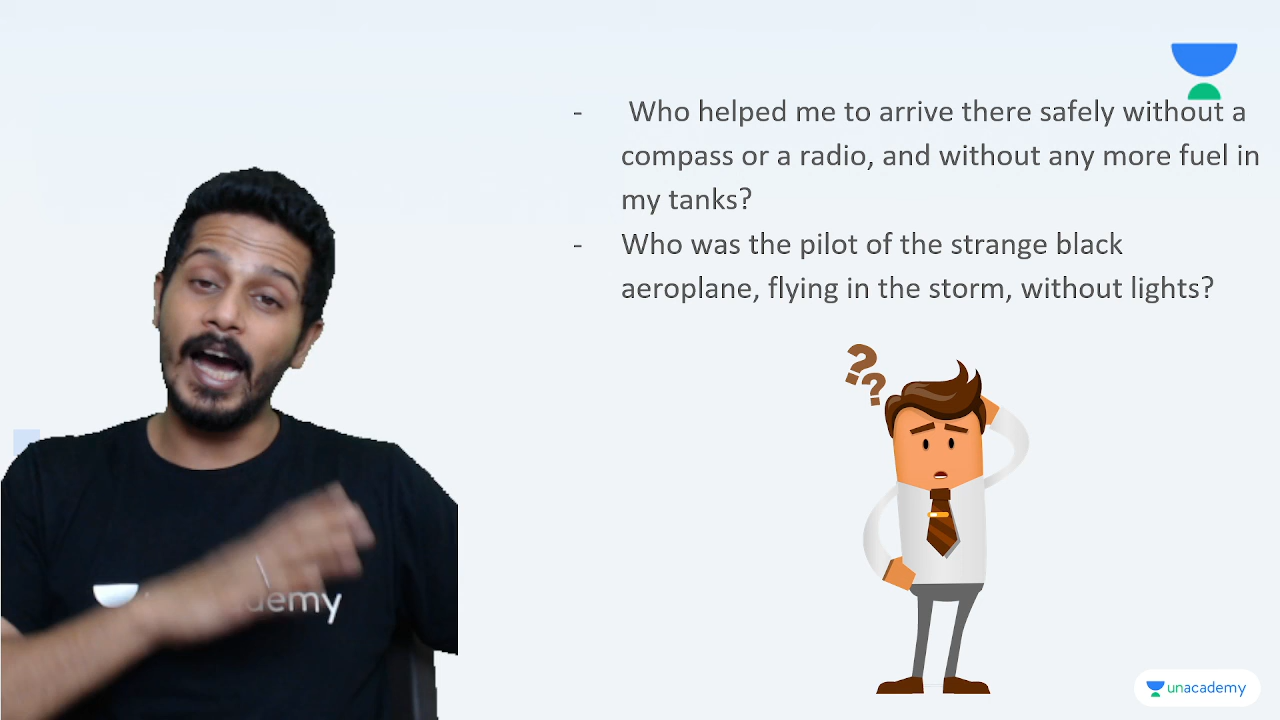 - Who helped me to arrive there safely without a
compass or a radio, and without any more fuel in
my tanks?
- Who was the pilot of the strange black
aeroplane, flying in the storm, without lights?
??
demy
unacademy